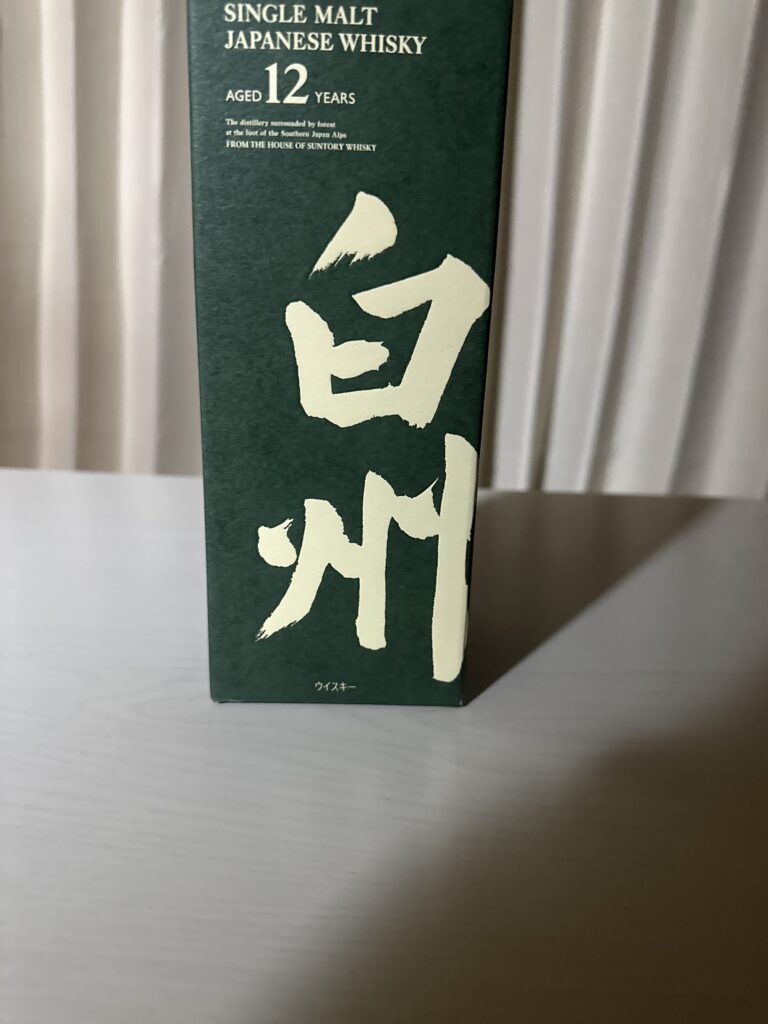 SINGLE MALT
JAPANESE WHISKY
AGED 12 YEARS
The distillery surrounded by forest
at the foot of the Southern Japan Alps
FROM THE HOUSE OF SUNTORY WHISKY
白州
ウイスキー